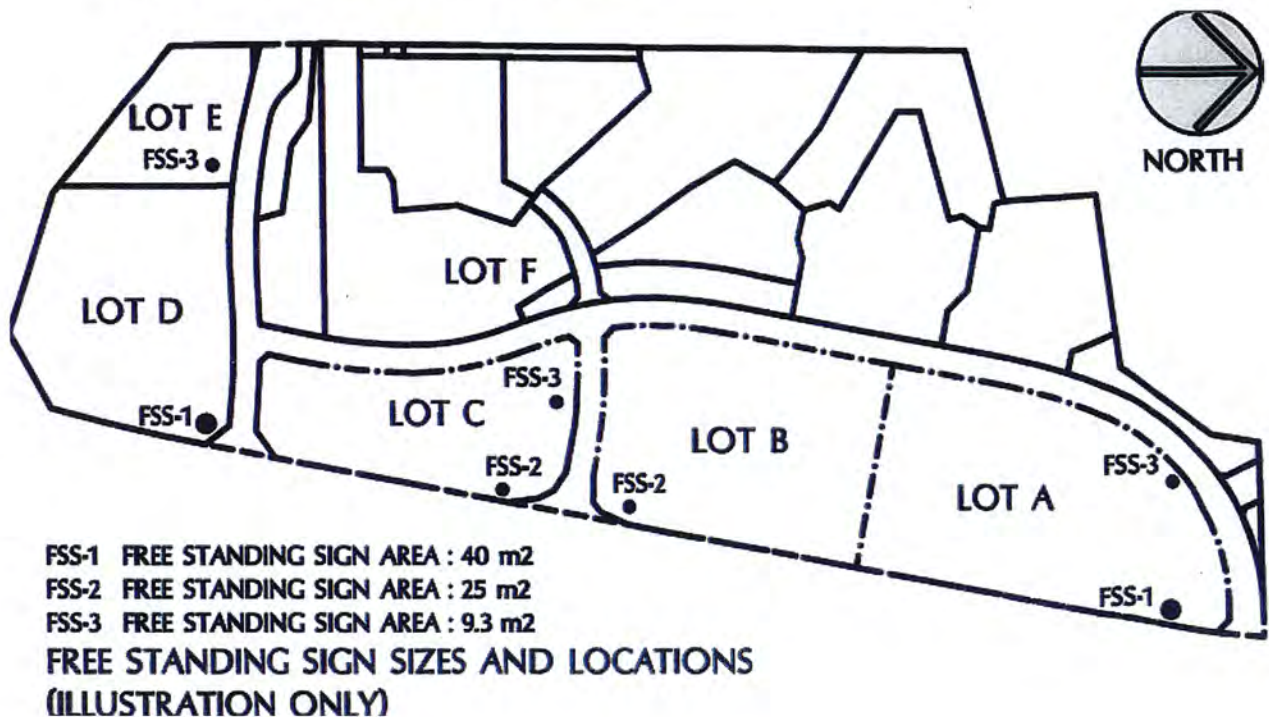 NORTH
LOT E
FSS-3
LOT D
FSS-1
LOT F
FSS-3
LOT C
FSS-2
LOT B
FSS-2
LOT A
FSS-3
FSS-1
FSS-1 FREE STANDING SIGN AREA : 40 m2
FSS-2 FREE STANDING SIGN AREA : 25 m2
FSS-3 FREE STANDING SIGN AREA : 9.3 m2
FREE STANDING SIGN SIZES AND LOCATIONS
(ILLUSTRATION ONLY)